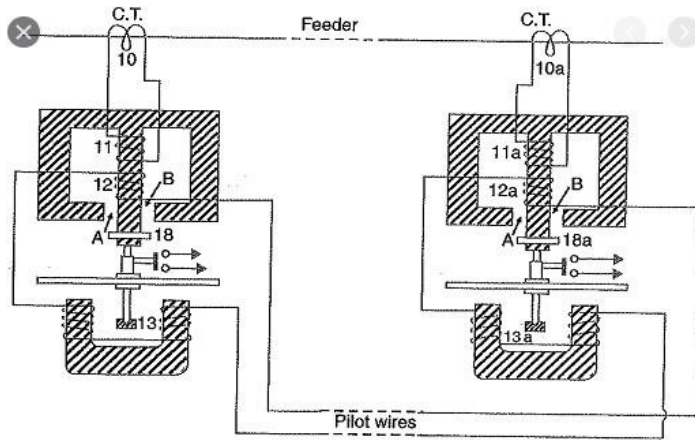 C.T.
C.T.
Feeder
10
10a
11
11a
12
12a
B
B
A
A
18
18a
13
13a
Pilot wires